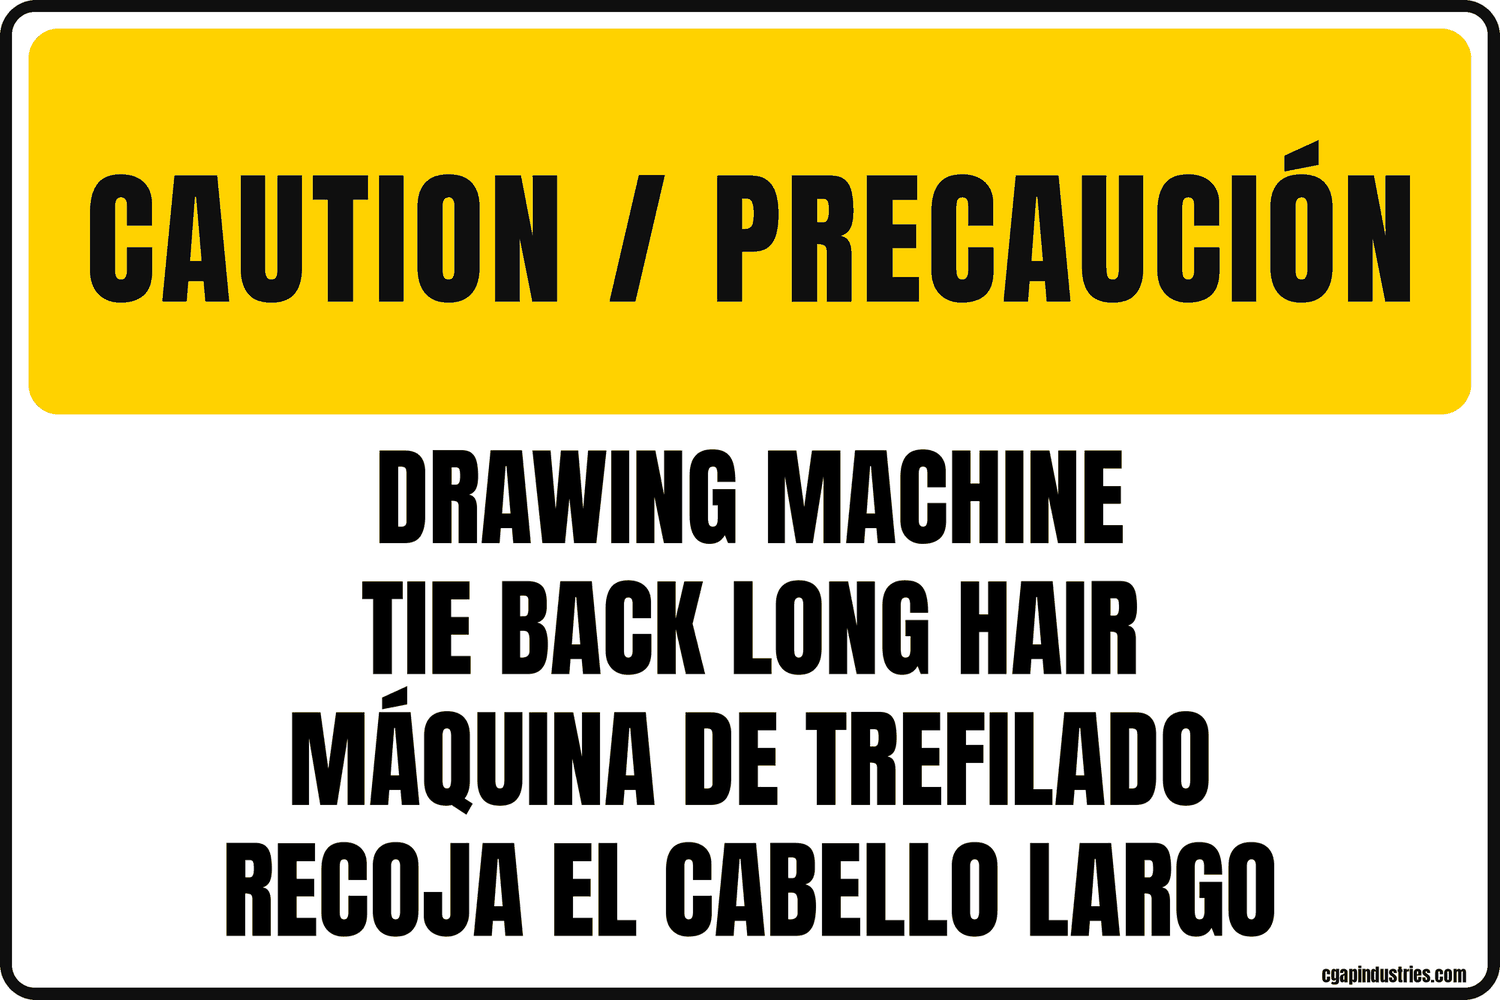 CAUTION / PRECAUCIÓN
DRAWING MACHINE
TIE BACK LONG HAIR
MÁQUINA DE TREFILADO
RECOJA EL CABELLO LARGO
cgapindustries.com